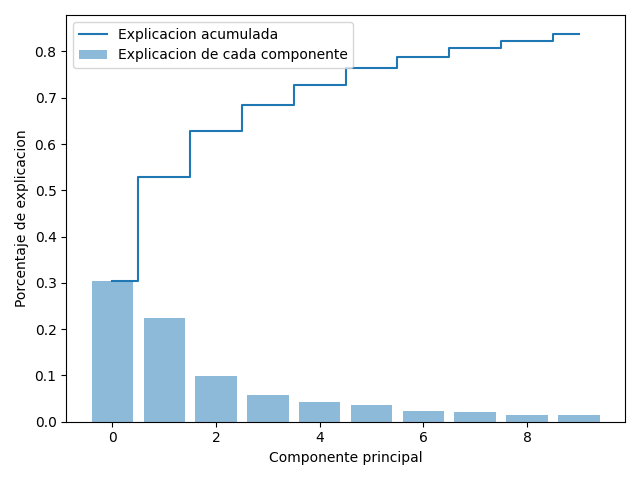 Explicacion acumulada
Explicacion de cada componente
Porcentaje de explicacion
0.8
0.7
0.6
0.5
0.4
0.3
0.2
0.1
0.0
0 2 4 6 8
Componente principal